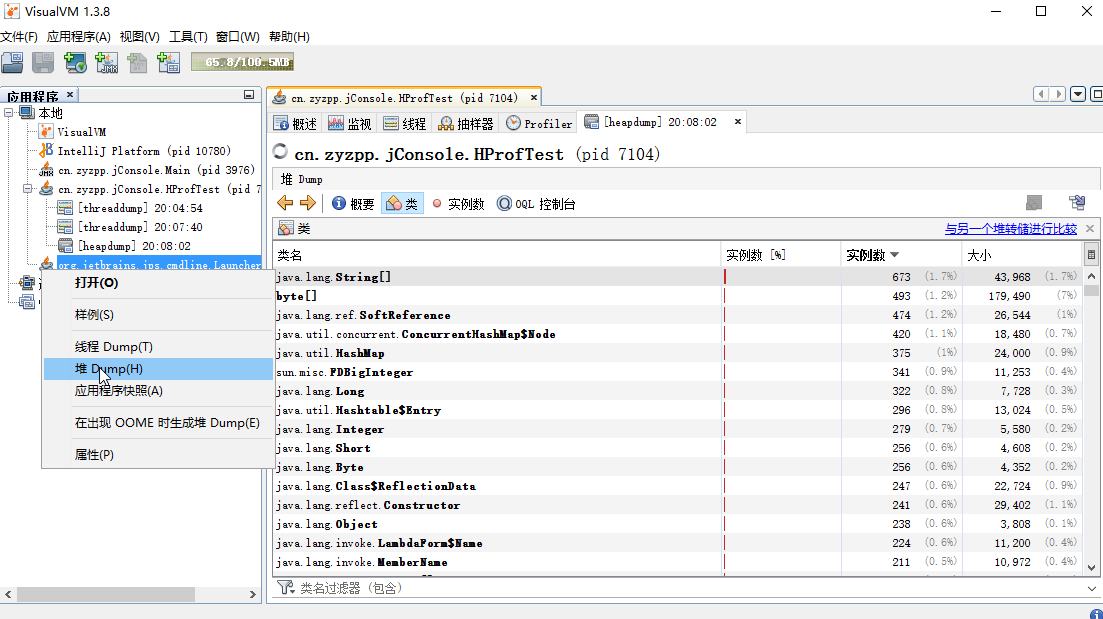 VisualVM 1.3.8
文件(F) 应用程序(A) 视图(V) 工具(T) 窗口(W) 帮助(H)
65.8/100.5MB
应用程序
本地
VisualVM
IntelliJ Platform (pid 10780)
cn.zyzpp.jConsole.Main (pid 3976)
cn.zyzpp.jConsole.HProfTest (pid 7
[threaddump] 20:04:54
[threaddump] 20:07:40
[heapdump] 20:08:02
org.jetbrains.jps.cmdline.Launcher
打开(O)
样例(S)
线程 Dump(T)
堆 Dump(H)
应用程序快照(A)
在出现 OOME 时生成堆 Dump(E)
属性(P)
cn.zyzpp.jConsole.HProfTest (pid 7104)
概述 监视 线程 抽样器 Profiler [heapdump] 20:08:02
cn.zyzpp.jConsole.HProfTest (pid 7104)
堆 Dump
概要 类 实例数 OQL 控制台
类 与另一个堆转储进行比较
类名 实例数 [%] 实例数 大小
java.lang.String[] 673 (1.7%) 43,968 (1.7%)
byte[] 493 (1.2%) 179,490 (7%)
java.lang.ref.SoftReference 474 (1.2%) 26,544 (1%)
java.util.concurrent.ConcurrentHashMap$Node 420 (1.1%) 18,480 (0.7%)
java.util.HashMap 375 (1%) 24,000 (0.9%)
sun.misc.FDBigInteger 341 (0.9%) 11,253 (0.4%)
java.lang.Long 322 (0.8%) 7,728 (0.3%)
java.util.Hashtable$Entry 296 (0.8%) 13,024 (0.5%)
java.lang.Integer 279 (0.7%) 5,580 (0.2%)
java.lang.Short 256 (0.6%) 4,608 (0.2%)
java.lang.Byte 256 (0.6%) 4,352 (0.2%)
java.lang.Class$ReflectionData 247 (0.6%) 22,724 (0.9%)
java.lang.reflect.Constructor 241 (0.6%) 29,402 (1.1%)
java.lang.Object 238 (0.6%) 3,808 (0.1%)
java.lang.invoke.LambdaForm$Name 224 (0.6%) 11,200 (0.4%)
java.lang.invoke.MemberName 211 (0.5%) 10,972 (0.4%)
类名过滤器 (包含)